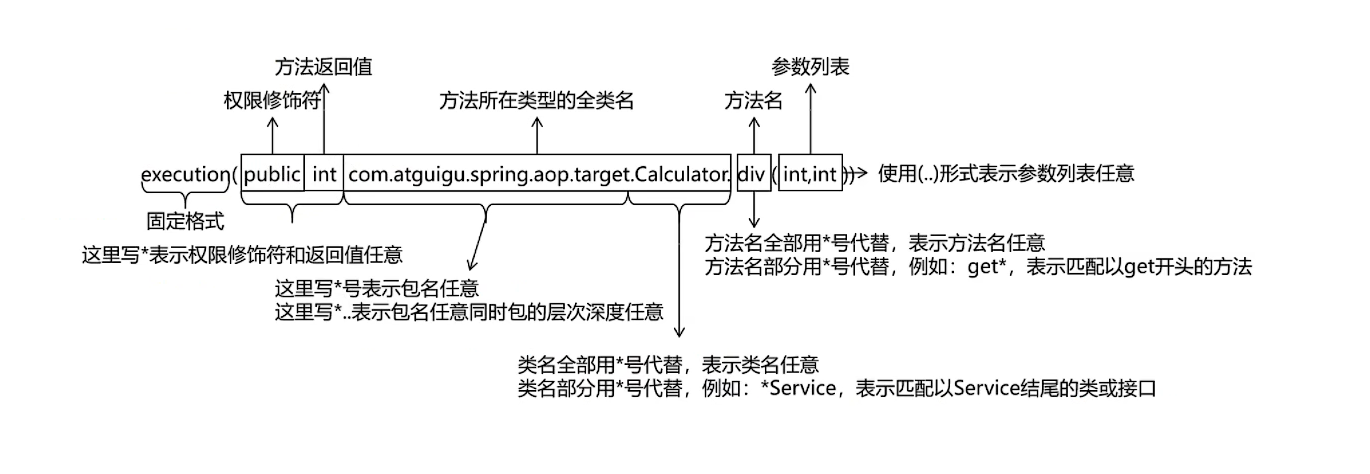 方法返回值
参数列表
权限修饰符
方法所在类型的全类名
方法名
execution(public int com.atguigu.spring.aop.target.Calculator.div(int,int)) 使用(..)形式表示参数列表任意
固定格式
这里写*表示权限修饰符和返回值任意
方法名全部用*号代替，表示方法名任意
方法名部分用*号代替，例如：get*，表示匹配以get开头的方法
这里写*号表示包名任意
这里写*..表示包名任意同时包的层次深度任意
类名全部用*号代替，表示类名任意
类名部分用*号代替，例如：*Service，表示匹配以Service结尾的类或接口